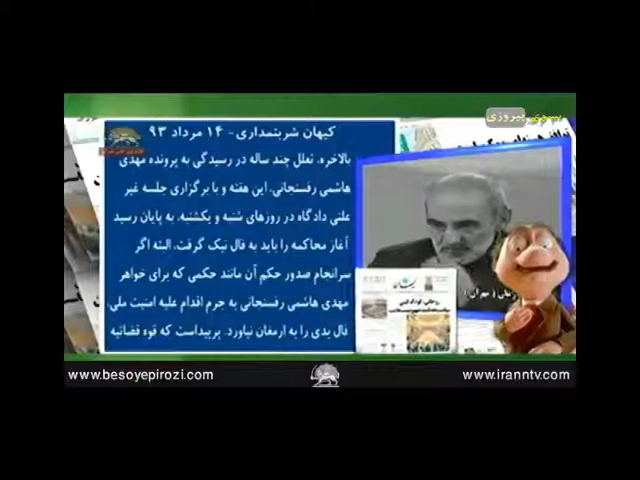 بسوی پیروزی
کیهان شریعتمداری- ۱۴ مرداد ۹۳
بالاخره، تعلل چند ساله در رسیدگی به پرونده مهدی
هاشمی رفسنجانی، این هفته و با برگزاری جلسه غیر
علنی دادگاه در روزهای شنبه و یکشنبه، به پایان رسید
آغاز محاکمه را باید به فال نیک گرفت. البته اگر
سرانجام صدور حکم آن مانند حکمی که برای خواهر
مهدی هاشمی رفسنجانی به جرم اقدام علیه امنیت ملی،
فال بدی را به ارمغان نیاورد. پرپیداست که قوه قضائیه
کیهان
www.besoyepirozi.com
www.iranntv.com